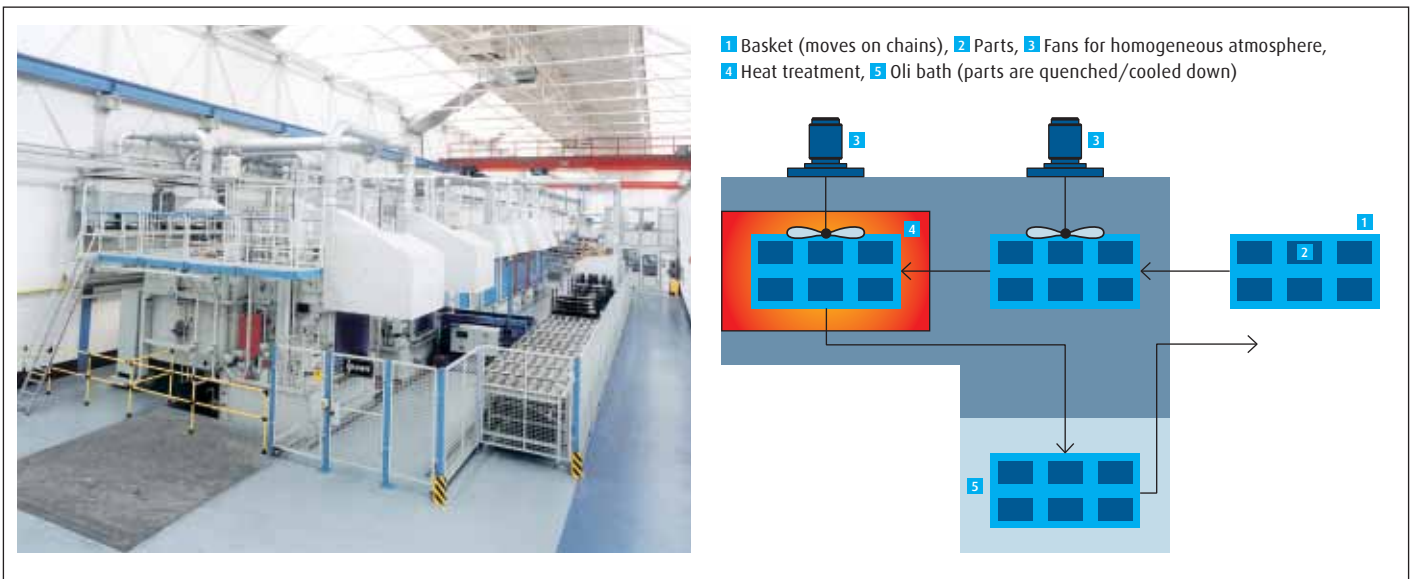 1 Basket (moves on chains), 2 Parts, 3 Fans for homogeneous atmosphere,
4 Heat treatment, 5 Oli bath (parts are quenched/cooled down)
3 3
4 1
2
5